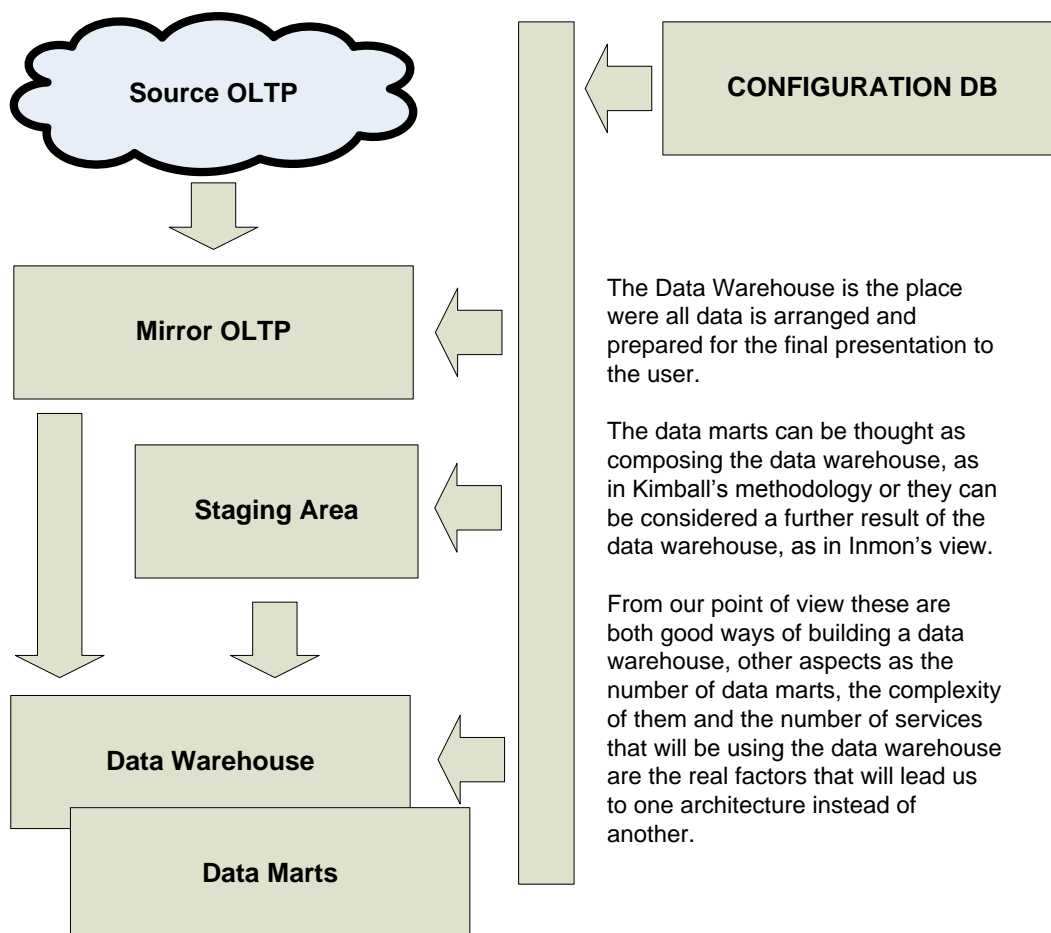 Source OLTP
CONFIGURATION DB
Mirror OLTP
Staging Area
Data Warehouse
Data Marts
The Data Warehouse is the place
were all data is arranged and
prepared for the final presentation to
the user.
The data marts can be thought as
composing the data warehouse, as
in Kimball’s methodology or they can
be considered a further result of the
data warehouse, as in Inmon’s view.
From our point of view these are
both good ways of building a data
warehouse, other aspects as the
number of data marts, the complexity
of them and the number of services
that will be using the data warehouse
are the real factors that will lead us
to one architecture instead of
another.